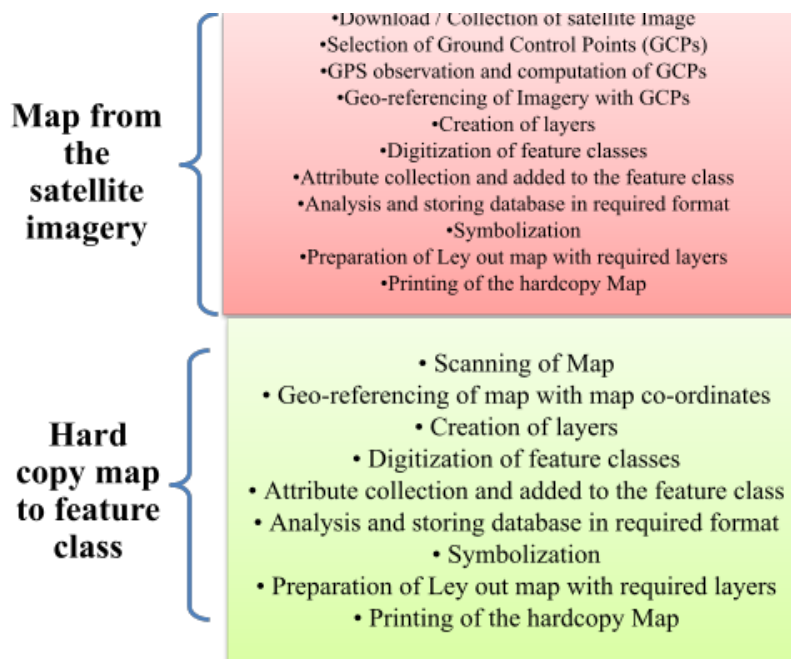 Map from
the
satellite
imagery
•Download / Collection of satellite Image
•Selection of Ground Control Points (GCPs)
•GPS observation and computation of GCPs
•Geo-referencing of Imagery with GCPs
•Creation of layers
•Digitization of feature classes
•Attribute collection and added to the feature class
•Analysis and storing database in required format
•Symbolization
•Preparation of Ley out map with required layers
•Printing of the hardcopy Map
Hard
copy map
to feature
class
• Scanning of Map
• Geo-referencing of map with map co-ordinates
• Creation of layers
• Digitization of feature classes
• Attribute collection and added to the feature class
• Analysis and storing database in required format
• Symbolization
• Preparation of Ley out map with required layers
• Printing of the hardcopy Map